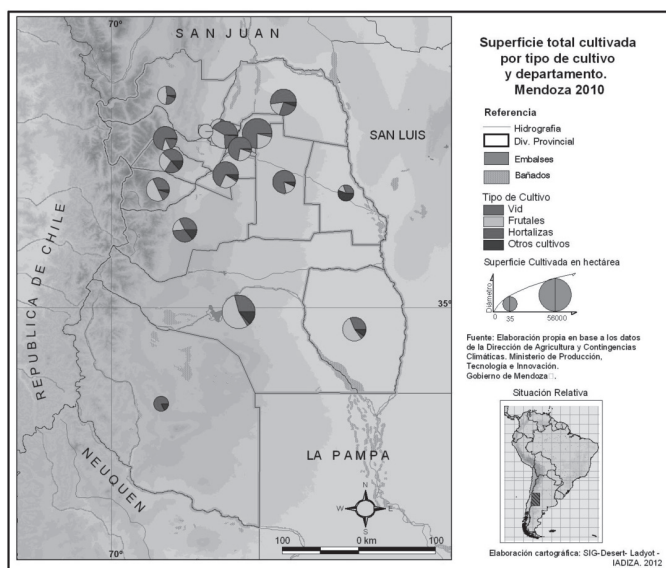 70°
SAN JUAN
SAN LUIS
REPUBLICA DE CHILE
35°
NEUQUEN
LA PAMPA
N
W
E
S
70°
100
0 km
100
Superficie total cultivada
por tipo de cultivo
y departamento.
Mendoza 2010
Referencia
Hidrografia
Div. Provincial
Embalses
Bañados
Tipo de Cultivo
Vid
Frutales
Hortalizas
Otros cultivos
Superficie Cultivada en hectárea
Diámetro
0
35
56000
Fuente: Elaboración propia en base a los datos
de la Dirección de Agricultura y Contingencias
Climáticas. Ministerio de Producción,
Tecnologia e Innovación.
Gobierno de Mendoza□.
Situación Relativa
Elaboración cartográfica: SIG-Desert- Ladyot -
IADIZA, 2012